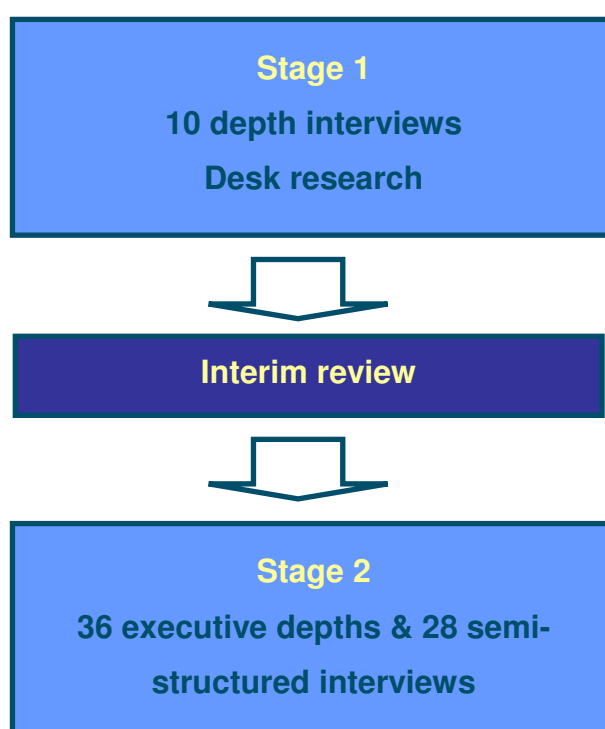 Stage 1
10 depth interviews
Desk research
Interim review
Stage 2
36 executive depths & 28 semi-
structured interviews